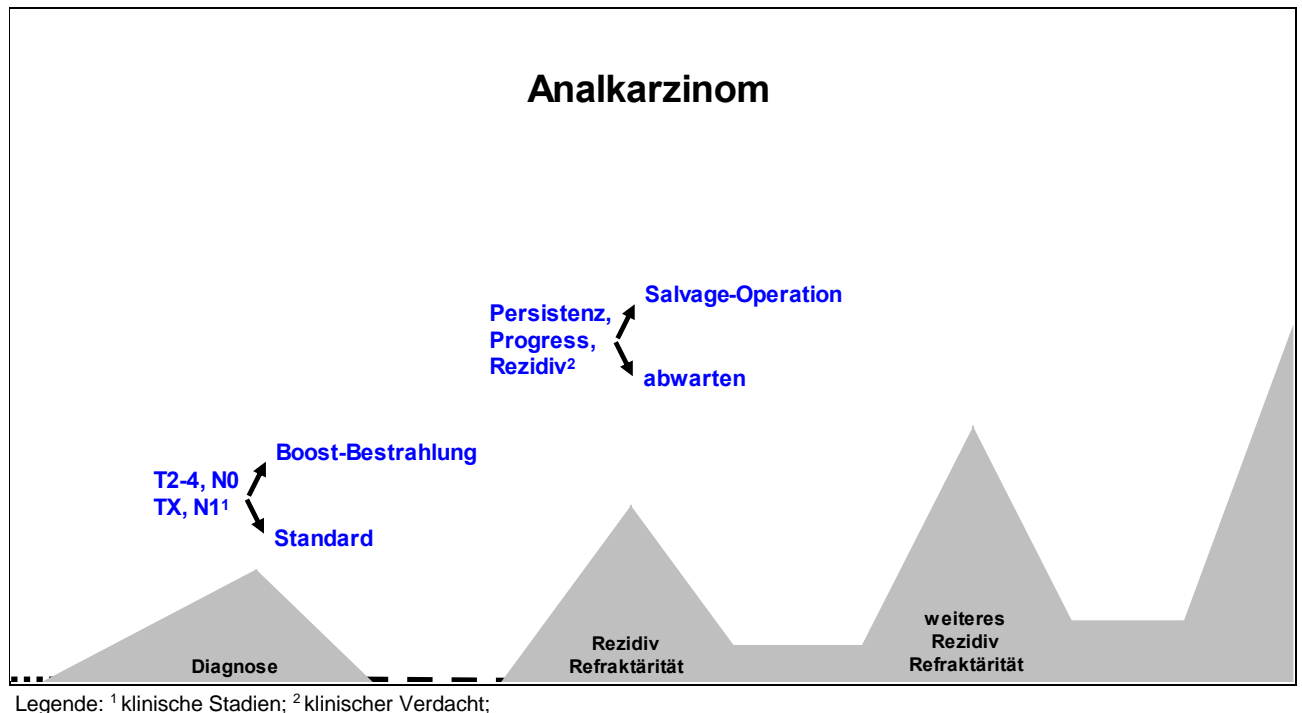 Analkarzinom
Salvage-Operation
Persistenz,
Progress,
Rezidiv²
abwarten
Boost-Bestrahlung
T2-4, N0
TX, N1¹
Standard
Diagnose
Rezidiv
Refraktärität
weiteres
Rezidiv
Refraktärität
Legende: ¹ klinische Stadien; ² klinischer Verdacht;